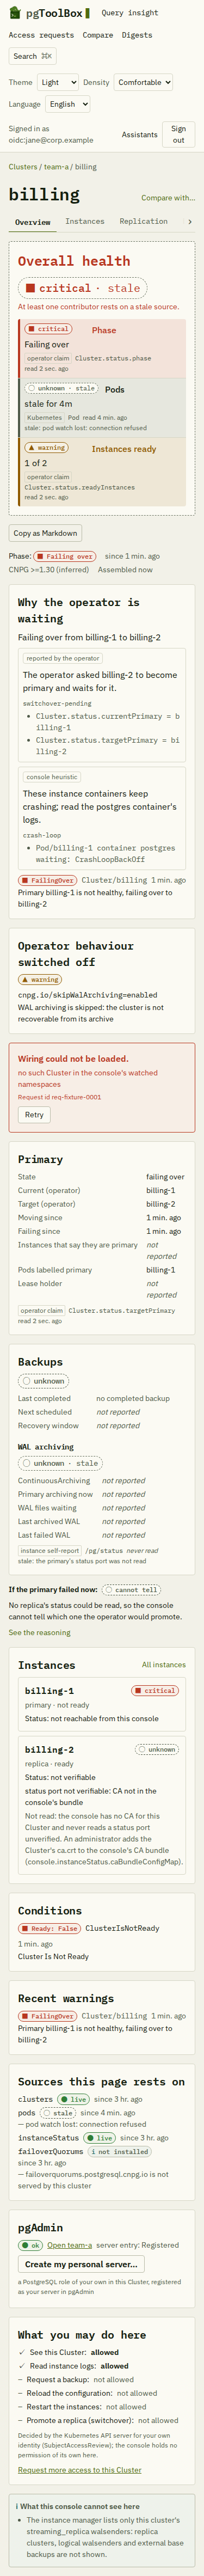 pgToolBox Query insight
Access requests Compare Digests
Search ⌘K
Theme Light Density Comfortable
Language English
Signed in as
oidc:jane@corp.example
Assistants
Sign
out
Clusters / team-a / billing
billing
Compare with…
Overview Instances Replication ›
Overall health
critical · stale
At least one contributor rests on a stale source.
critical Phase
Failing over
operator claim Cluster.status.phase
read 2 sec. ago
unknown · stale Pods
stale for 4m
Kubernetes Pod read 4 min. ago
stale: pod watch lost: connection refused
warning Instances ready
1 of 2
operator claim
Cluster.status.readyInstances
read 2 sec. ago
Copy as Markdown
Phase: Failing over since 1 min. ago
CNPG >=1.30 (inferred) Assembled now
Why the operator is
waiting
Failing over from billing-1 to billing-2
reported by the operator
The operator asked billing-2 to become
primary and waits for it.
switchover-pending
• Cluster.status.currentPrimary = b
illing-1
• Cluster.status.targetPrimary = bi
lling-2
console heuristic
These instance containers keep
crashing; read the postgres container's
logs.
crash-loop
• Pod/billing-1 container postgres
waiting: CrashLoopBackOff
FailingOver Cluster/billing 1 min. ago
Primary billing-1 is not healthy, failing over to
billing-2
Operator behaviour
switched off
warning
cnpg.io/skipWalArchiving=enabled
WAL archiving is skipped: the cluster is not
recoverable from its archive
Wiring could not be loaded.
no such Cluster in the console's watched
namespaces
Request id req-fixture-0001
Retry
Primary
State failing over
Current (operator) billing-1
Target (operator) billing-2
Moving since 1 min. ago
Failing since 1 min. ago
Instances that say they are primary not
reported
Pods labelled primary billing-1
Lease holder not
reported
operator claim Cluster.status.targetPrimary
read 2 sec. ago
Backups
unknown
Last completed no completed backup
Next scheduled not reported
Recovery window not reported
WAL archiving
unknown · stale
ContinuousArchiving not reported
Primary archiving now not reported
WAL files waiting not reported
Last archived WAL not reported
Last failed WAL not reported
instance self-report /pg/status never read
stale: the primary's status port was not read
If the primary failed now: cannot tell
No replica's status could be read, so the console
cannot tell which one the operator would promote.
See the reasoning
Instances All instances
billing-1 critical
primary · not ready
Status: not reachable from this console
billing-2 unknown
replica · ready
Status: not verifiable
status port not verifiable: CA not in the
console's bundle
Not read: the console has no CA for this
Cluster and never reads a status port
unverified. An administrator adds the
Cluster's ca.crt to the console's CA bundle
(console.instanceStatus.caBundleConfigMap).
Conditions
Ready: False ClusterIsNotReady
1 min. ago
Cluster Is Not Ready
Recent warnings
FailingOver Cluster/billing 1 min. ago
Primary billing-1 is not healthy, failing over to
billing-2
Sources this page rests on
clusters live since 3 hr. ago
pods stale since 4 min. ago
— pod watch lost: connection refused
instanceStatus live since 3 hr. ago
failoverQuorums i not installed
since 3 hr. ago
— failoverquorums.postgresql.cnpg.io is not
served by this cluster
pgAdmin
ok Open team-a server entry: Registered
Create my personal server…
a PostgreSQL role of your own in this Cluster, registered
as your server in pgAdmin
What you may do here
✓ See this Cluster: allowed
✓ Read instance logs: allowed
– Request a backup: not allowed
– Reload the configuration: not allowed
– Restart the instances: not allowed
– Promote a replica (switchover): not allowed
Decided by the Kubernetes API server for your own
identity (SubjectAccessReview); the console holds no
permission of its own here.
Request more access to this Cluster
i What this console cannot see here
• The instance manager lists only this cluster's
streaming_replica walsenders: replica
clusters, logical walsenders and external base
backups are not shown.